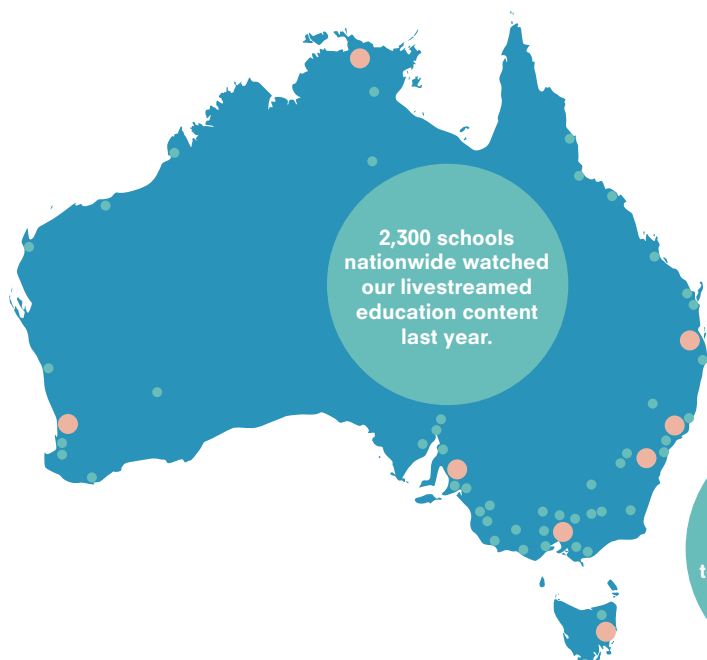 2,300 schools
nationwide watched
our livestreamed
education content
last year.